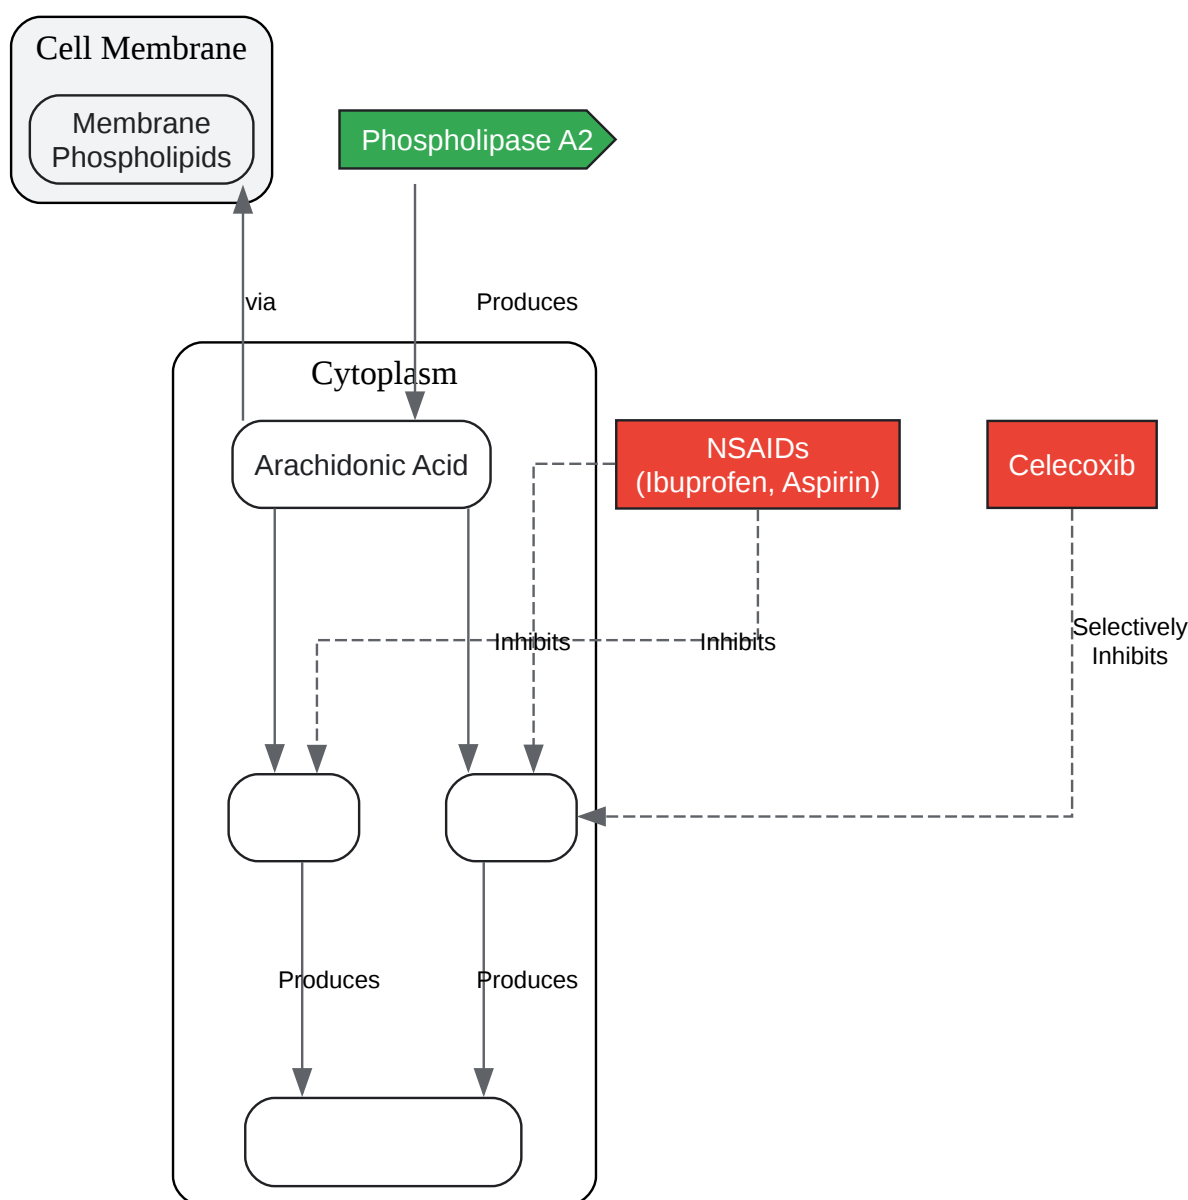 Cell Membrane
Membrane
Phospholipids
Phospholipase A2
via
Produces
Cytoplasm
Arachidonic Acid
NSAIDs
(Ibuprofen, Aspirin)
Celecoxib
Inhibits
Inhibits
Selectively
Inhibits
Produces
Produces